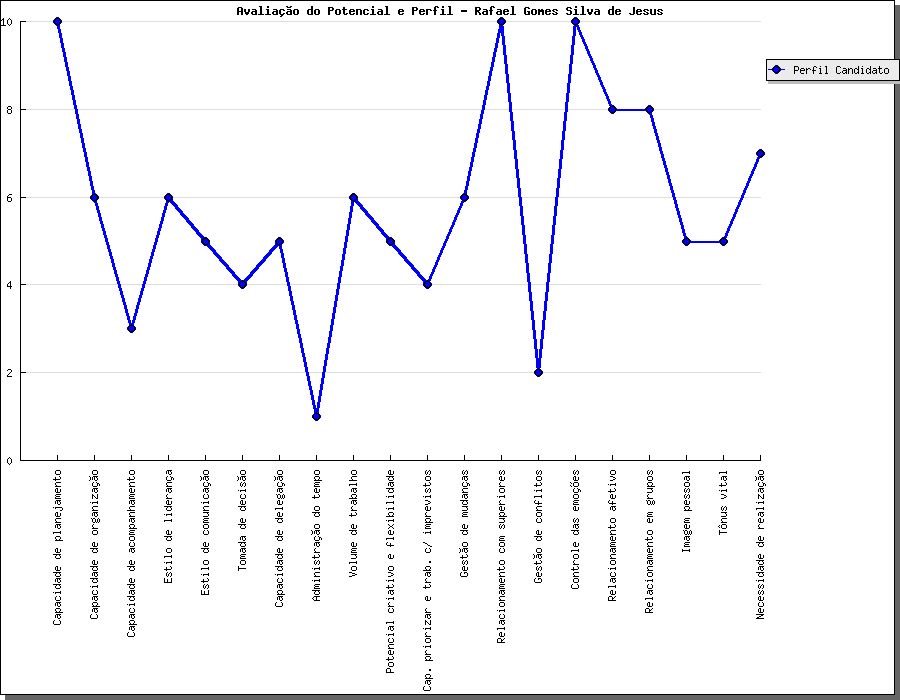 Avaliação do Potencial e Perfil - Rafael Gomes Silva de Jesus
10
8
6
4
2
0
Perfil Candidato
Capacidade de planejamento
Capacidade de organização
Capacidade de acompanhamento
Estilo de liderança
Estilo de comunicação
Tomada de decisão
Capacidade de delegação
Administração do tempo
Volume de trabalho
Potencial criativo e flexibilidade
Cap. priorizar e trab. c/ imprevistos
Gestão de mudanças
Relacionamento com superiores
Gestão de conflitos
Controle das emoções
Relacionamento afetivo
Relacionamento em grupos
Imagem pessoal
Tônus vital
Necessidade de realização